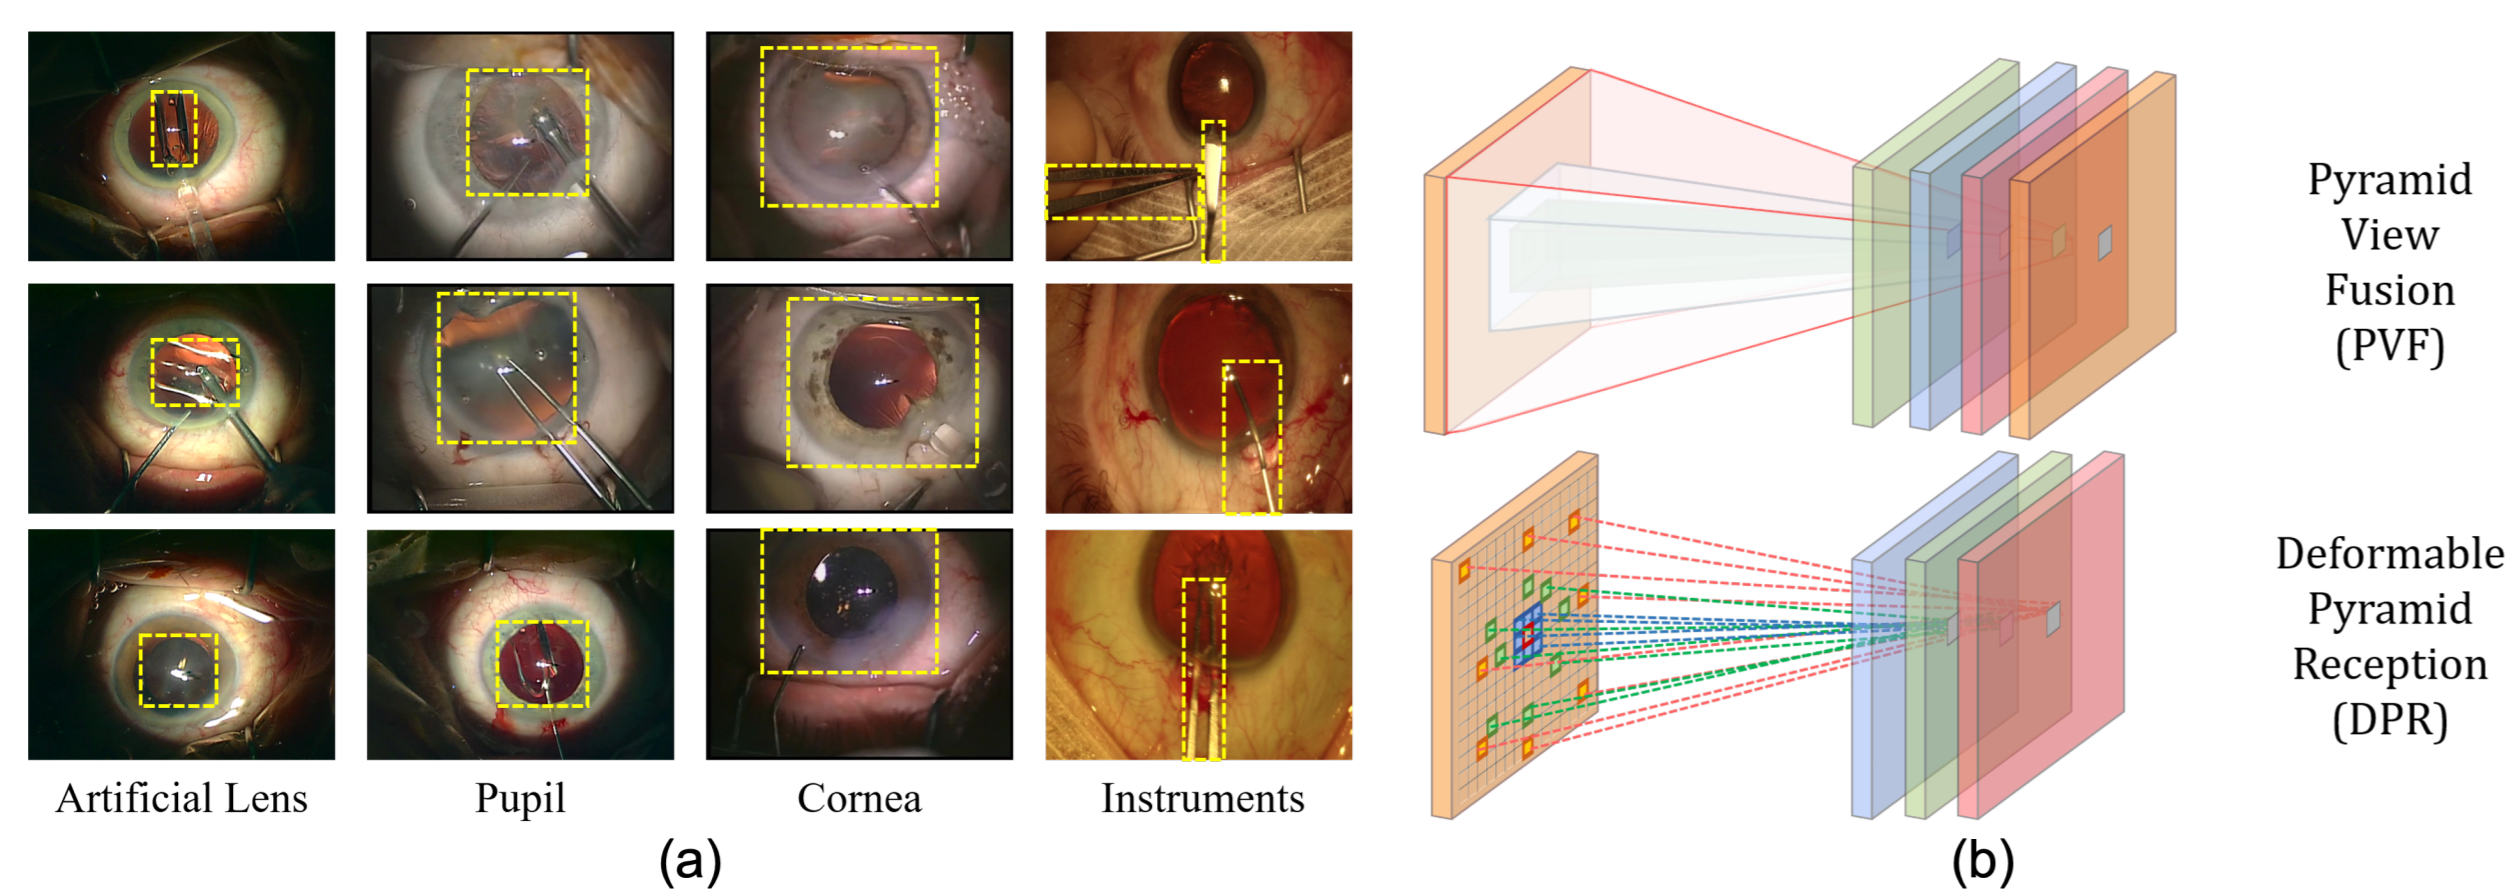 Artificial Lens
Pupil
Cornea
Instruments
(a)
Pyramid
View
Fusion
(PVF)
Deformable
Pyramid
Reception
(DPR)
(b)